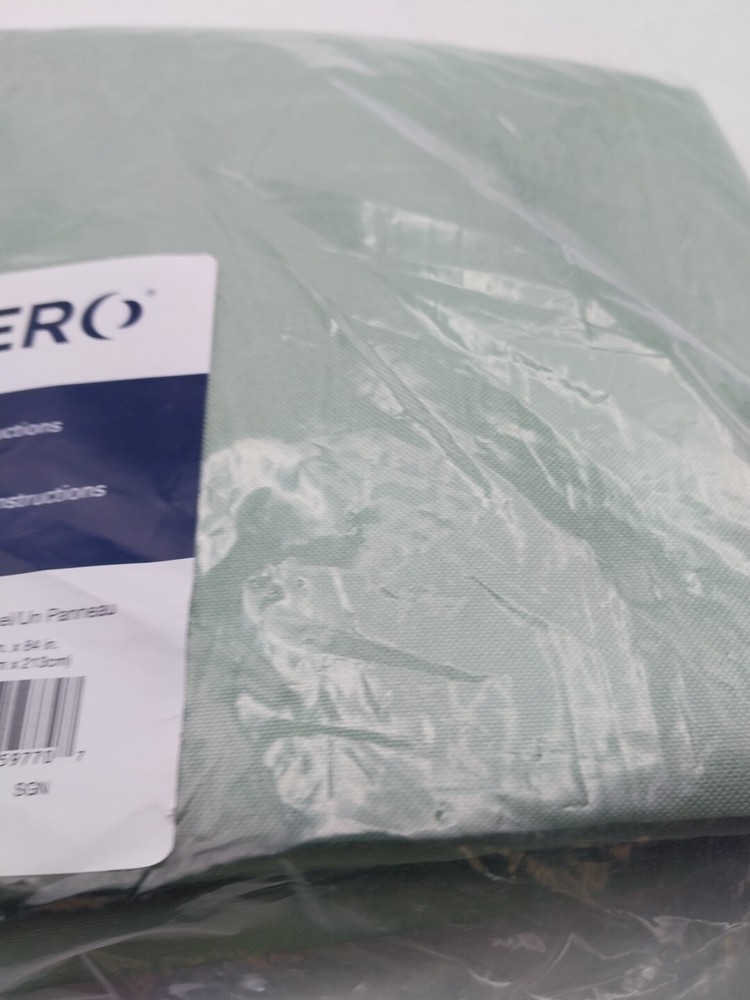 ERO
uctions
nstructions
el/Un Panneau
n. x 84 in.
m x 213cm)
59770 7
SGN